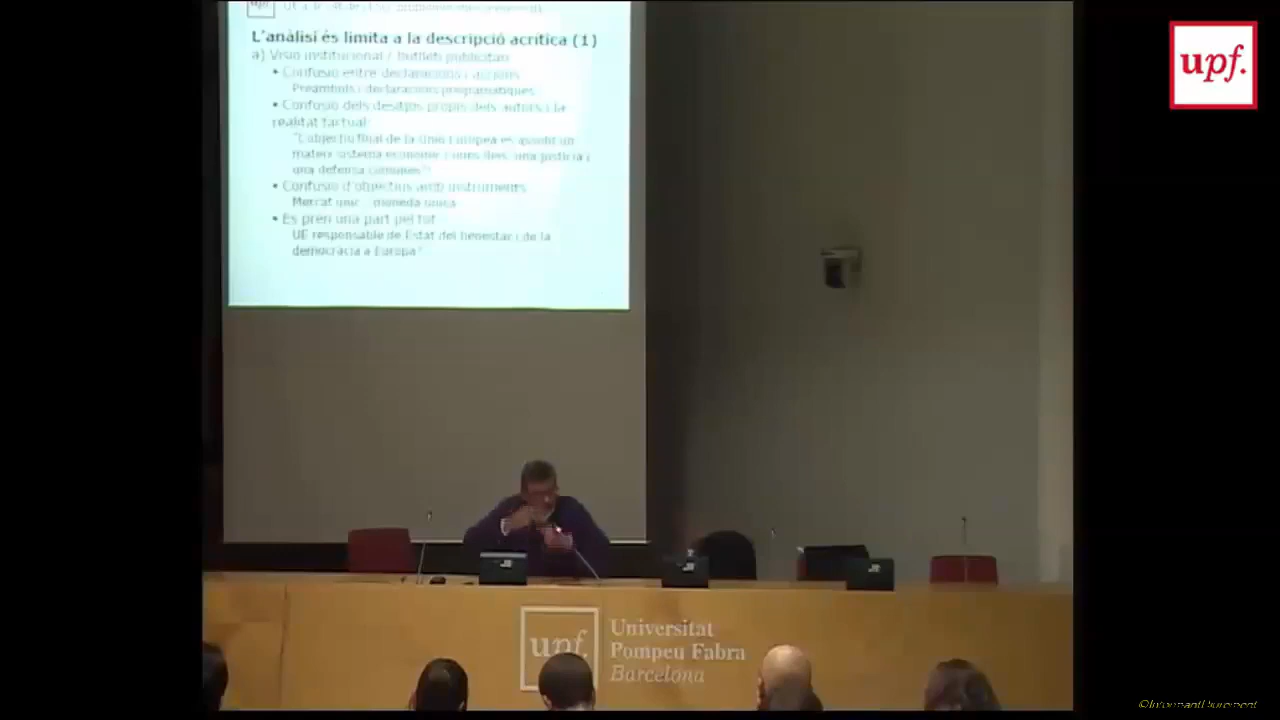 upf.
L'anàlisi és limita a la descripció acrítica (1)
a) Visió institucional / butlletí publicitari
• Confusió entre declaracions i accions
Preàmbuls i declaracions programàtiques
• Confusió dels desitjos propis dels autors i la
realitat factual:
"L'objectiu final de la Unió Europea és assolir un
mateix sistema econòmic i unes lleis, una justícia i
una defensa comunes"
• Confusió d'objectius amb instruments
Mercat únic moneda única
• Es pren una part pel tot
UE responsable de Estat del benestar i de la
democràcia a Europa"
upf.
Universitat
Pompeu Fabra
Barcelona